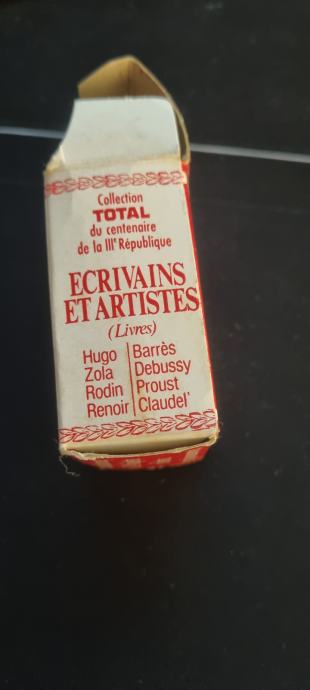 Collection
TOTAL
du centenaire
de la IIIe République
ECRIVAINS
ET ARTISTES
(Livres)
Hugo Barrès
Zola Debussy
Rodin Proust
Renoir Claudel